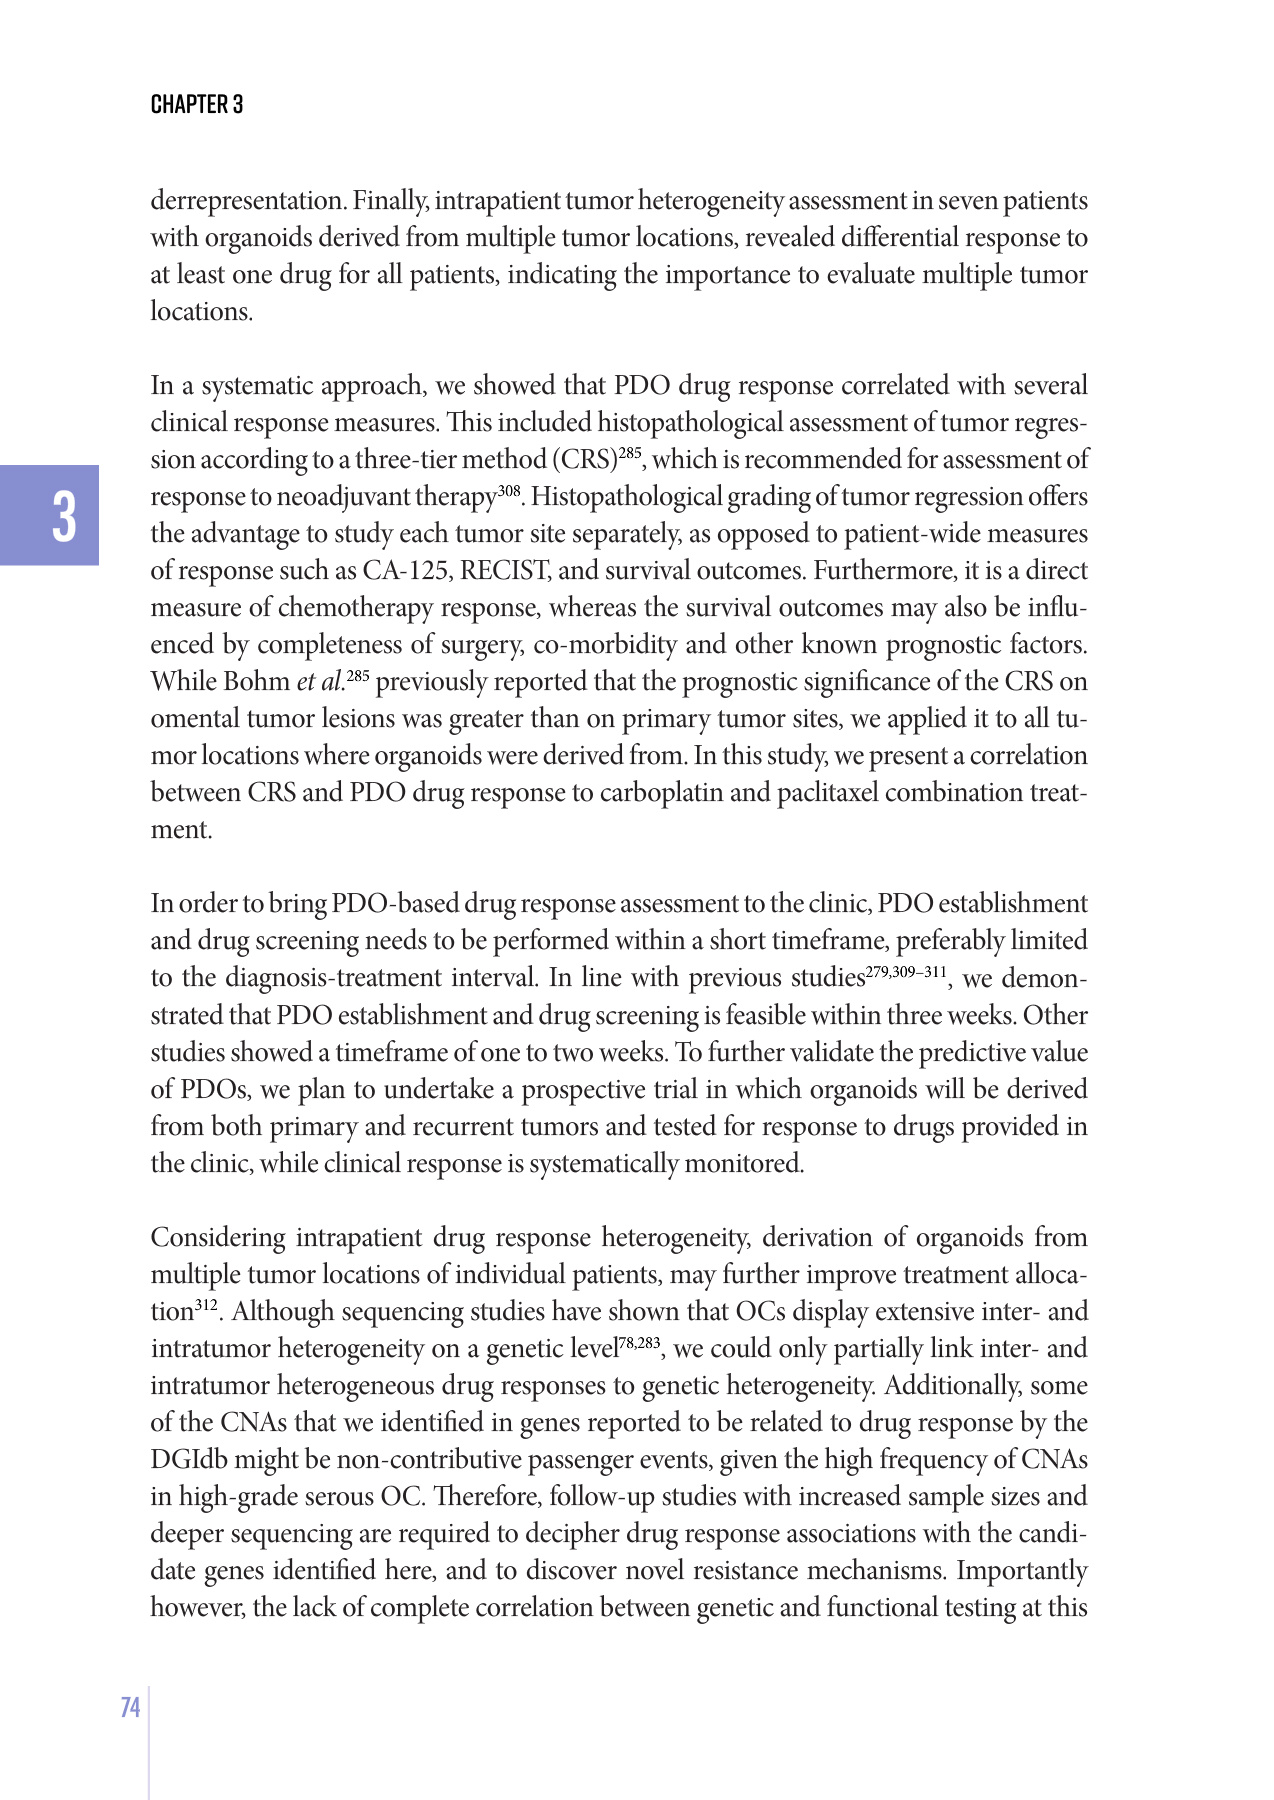 CHAPTER 3
derrepresentation. Finally, intrapatient tumor heterogeneity assessment in seven patients
with organoids derived from multiple tumor locations, revealed differential response to
at least one drug for all patients, indicating the importance to evaluate multiple tumor
locations.
In a systematic approach, we showed that PDO drug response correlated with several
clinical response measures. This included histopathological assessment of tumor regres-
sion according to a three-tier method (CRS)285, which is recommended for assessment of
response to neoadjuvant therapy308. Histopathological grading of tumor regression offers
3
the advantage to study each tumor site separately, as opposed to patient-wide measures
of response such as CA-125, RECIST, and survival outcomes. Furthermore, it is a direct
measure of chemotherapy response, whereas the survival outcomes may also be influ-
enced by completeness of surgery, co-morbidity and other known prognostic factors.
While Bohm et al.285 previously reported that the prognostic significance of the CRS on
omental tumor lesions was greater than on primary tumor sites, we applied it to all tu-
mor locations where organoids were derived from. In this study, we present a correlation
between CRS and PDO drug response to carboplatin and paclitaxel combination treat-
ment.
In order to bring PDO-based drug response assessment to the clinic, PDO establishment
and drug screening needs to be performed within a short timeframe, preferably limited
to the diagnosis-treatment interval. In line with previous studies279,309–311, we demon-
strated that PDO establishment and drug screening is feasible within three weeks. Other
studies showed a timeframe of one to two weeks. To further validate the predictive value
of PDOs, we plan to undertake a prospective trial in which organoids will be derived
from both primary and recurrent tumors and tested for response to drugs provided in
the clinic, while clinical response is systematically monitored.
Considering intrapatient drug response heterogeneity, derivation of organoids from
multiple tumor locations of individual patients, may further improve treatment alloca-
tion312. Although sequencing studies have shown that OCs display extensive inter- and
intratumor heterogeneity on a genetic level78,283, we could only partially link inter- and
intratumor heterogeneous drug responses to genetic heterogeneity. Additionally, some
of the CNAs that we identified in genes reported to be related to drug response by the
DGIdb might be non-contributive passenger events, given the high frequency of CNAs
in high-grade serous OC. Therefore, follow-up studies with increased sample sizes and
deeper sequencing are required to decipher drug response associations with the candi-
date genes identified here, and to discover novel resistance mechanisms. Importantly
however, the lack of complete correlation between genetic and functional testing at this
74